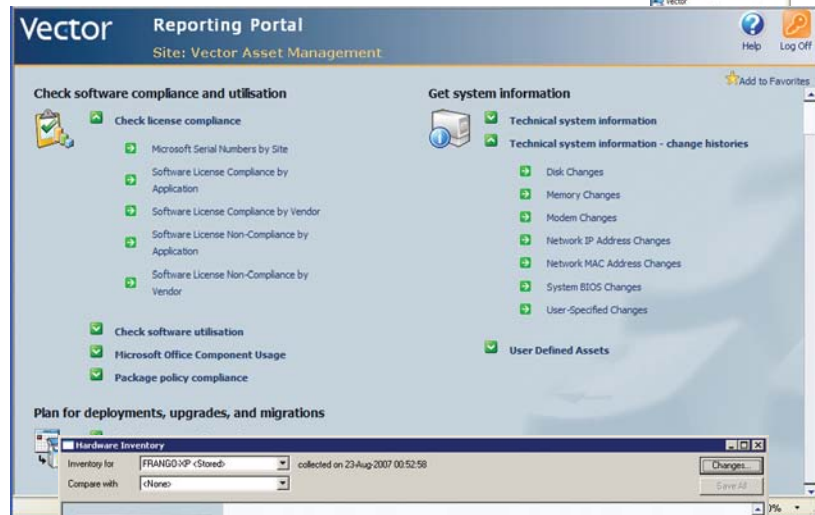 Vector
Vector
Reporting Portal
Site: Vector Asset Management
Help
Log Off
Add to Favorites
Check software compliance and utilisation
Check license compliance
Microsoft Serial Numbers by Site
Software License Compliance by
Application
Software License Compliance by Vendor
Software License Non-Compliance by
Application
Software License Non-Compliance by
Vendor
Check software utilisation
Microsoft Office Component Usage
Package policy compliance
Plan for deployments, upgrades, and migrations
Get system information
Technical system information
Technical system information - change histories
Disk Changes
Memory Changes
Modem Changes
Network IP Address Changes
Network MAC Address Changes
System BIOS Changes
User-Specified Changes
User Defined Assets
Hardware Inventory
Inventory for
FRANGO-XP <Stored>
collected on 23-Aug-2007 00:52:58
Changes...
Compare with
<None>
Save All